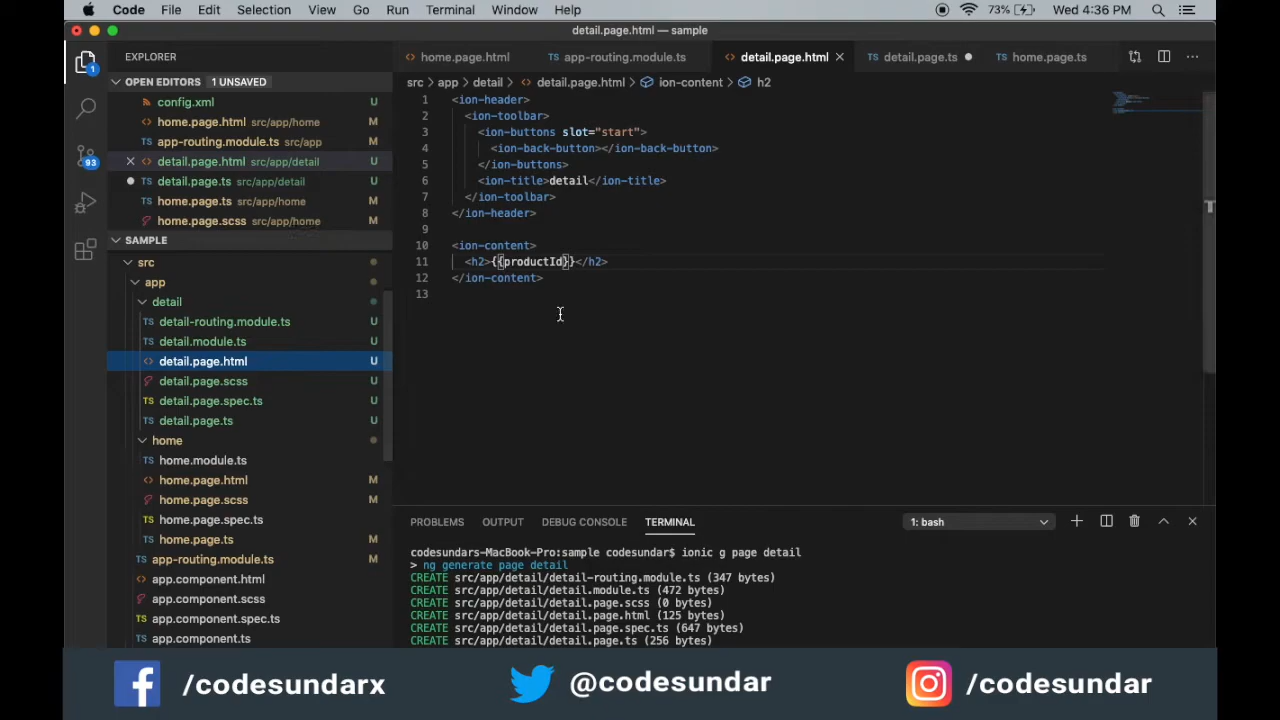 Code File Edit Selection View Go Run Terminal Window Help 73% Wed 4:36 PM
detail.page.html — sample
EXPLORER
home.page.html app-routing.module.ts detail.page.html detail.page.ts home.page.ts
OPEN EDITORS 1 UNSAVED
src app detail detail.page.html ion-content h2
config.xml U
home.page.html src/app/home
app-routing.module.ts src/app M
detail.page.html src/app/detail U
detail.page.ts src/app/detail U
home.page.ts src/app/home M
home.page.scss src/app/home M
1
93
SAMPLE
src
app
detail
TS detail-routing.module.ts U
TS detail.module.ts U
detail.page.html U
detail.page.scss U
TS detail.page.spec.ts U
TS detail.page.ts U
home
TS home.module.ts
home.page.html M
home.page.scss M
TS home.page.spec.ts
TS home.page.ts M
TS app-routing.module.ts M
app.component.html
app.component.scss
TS app.component.spec.ts
TS app.component.ts
1 <ion-header>
2 <ion-toolbar>
3 <ion-buttons slot="start">
4 <ion-back-button></ion-back-button>
5 </ion-buttons>
6 <ion-title>detail</ion-title>
7 </ion-toolbar>
8 </ion-header>
9
10 <ion-content>
11 <h2>{{productId}}</h2>
12 </ion-content>
13
PROBLEMS OUTPUT DEBUG CONSOLE TERMINAL 1: bash
codesundars-MacBook-Pro:sample codesundar$ ionic g page detail
> ng generate page detail
CREATE src/app/detail/detail-routing.module.ts (347 bytes)
CREATE src/app/detail/detail.module.ts (472 bytes)
CREATE src/app/detail/detail.page.scss (0 bytes)
CREATE src/app/detail/detail.page.html (125 bytes)
CREATE src/app/detail/detail.page.spec.ts (647 bytes)
CREATE src/app/detail/detail.page.ts (256 bytes)
/codesundarx @codesundar /codesundar